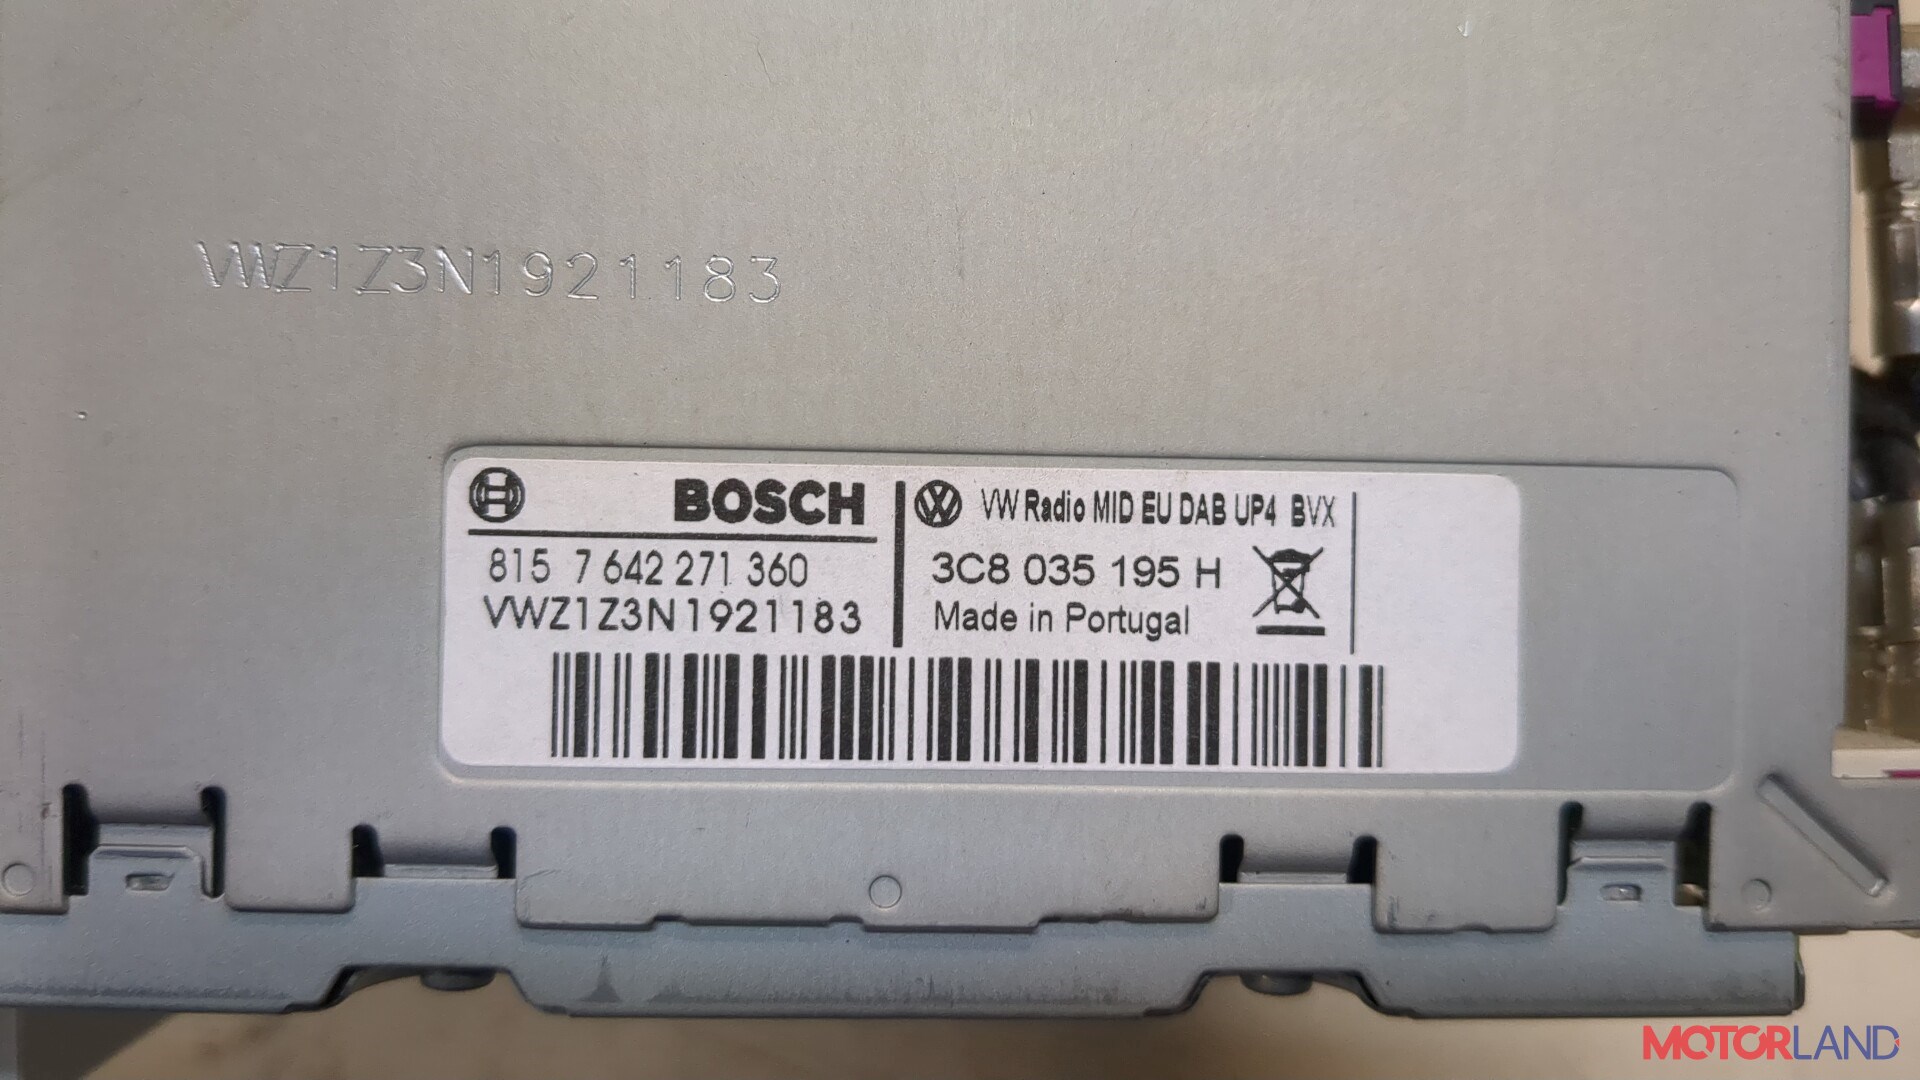 VWZ1Z3N1921183
BOSCH
815 7 642 271 360
VWZ1Z3N1921183
VW Radio MID EU DAB UP4 BVX
3C8 035 195 H
Made in Portugal
MOTORLAND